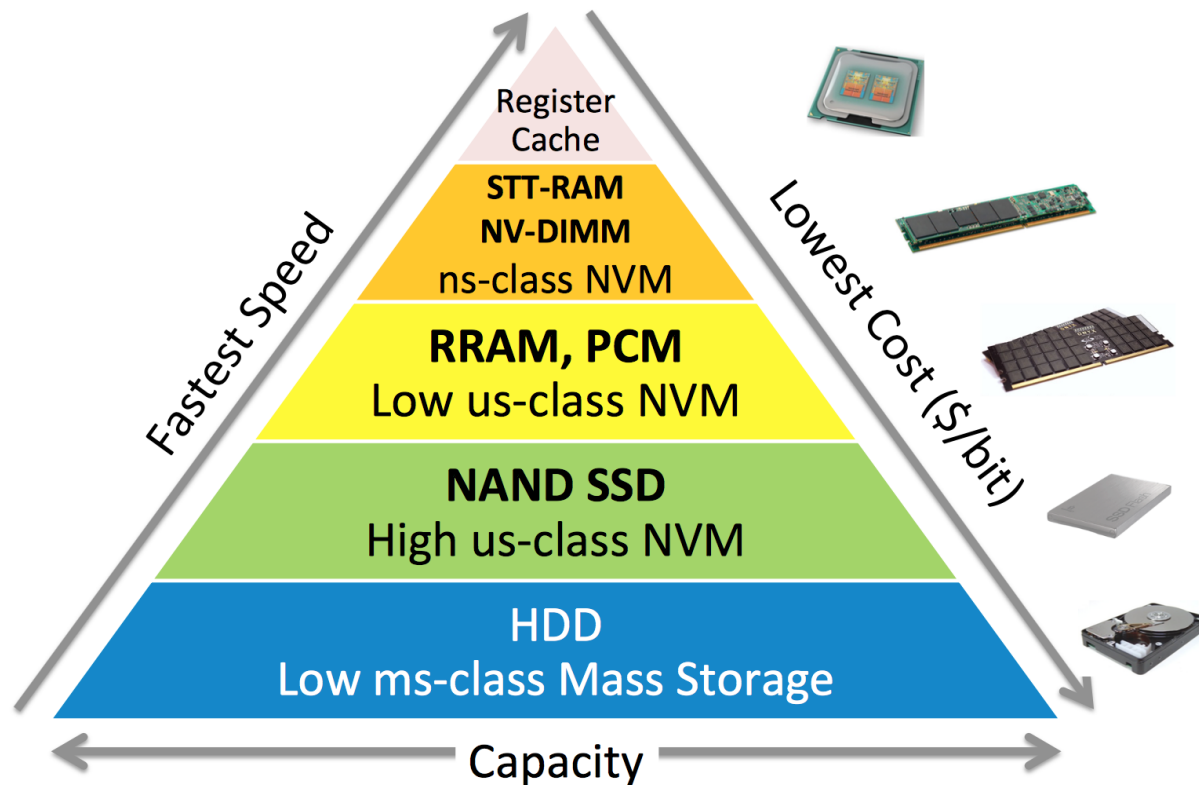 Register
Cache
STT-RAM
NV-DIMM
ns-class NVM
RRAM, PCM
Low us-class NVM
NAND SSD
High us-class NVM
HDD
Low ms-class Mass Storage
Fastest Speed
Lowest Cost ($/bit)
Capacity